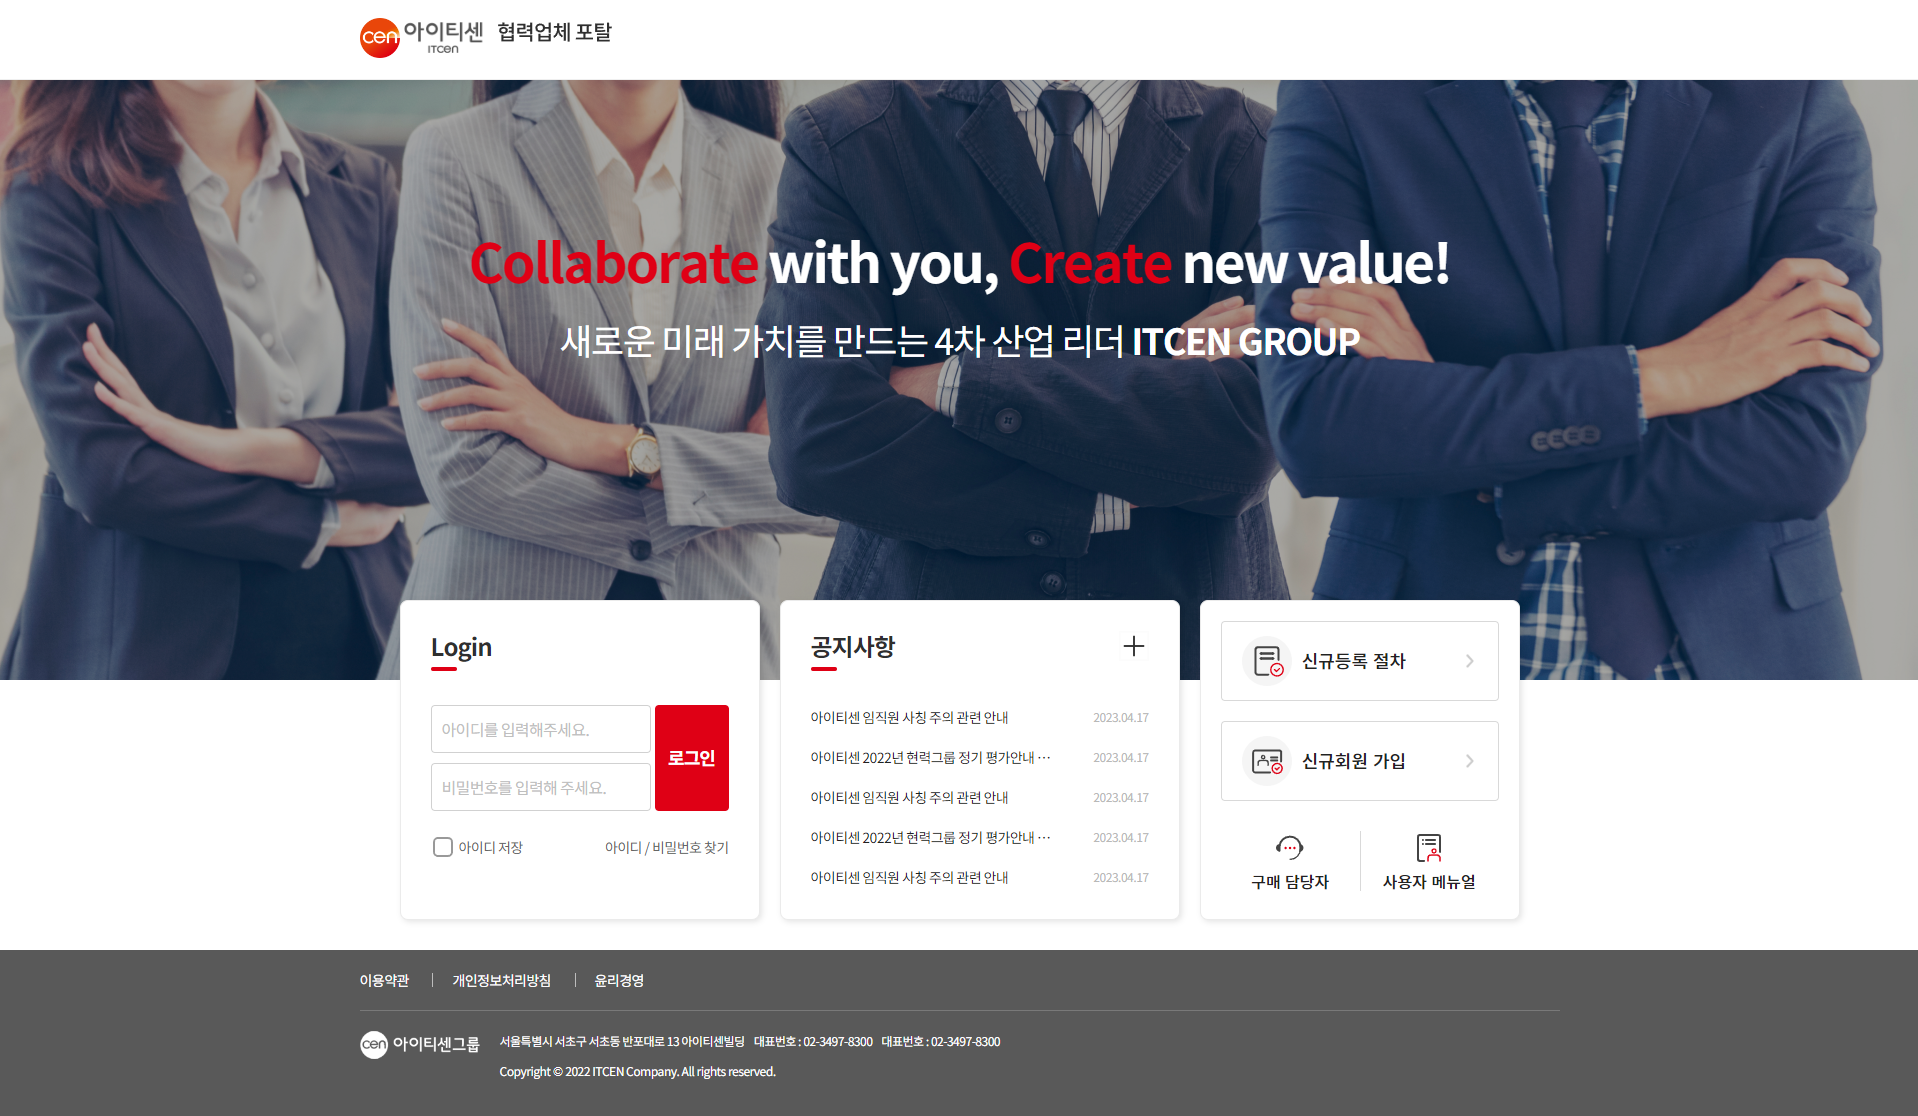 cen 아이티센 ITCEN 협력업체 포탈
Collaborate with you, Create new value!
새로운 미래 가치를 만드는 4차 산업 리더 ITCEN GROUP
Login
아이디를 입력해주세요.
비밀번호를 입력해 주세요.
로그인
아이디 저장
아이디 / 비밀번호 찾기
공지사항
아이티센 임직원 사칭 주의 관련 안내 2023.04.17
아이티센 2022년 현력그룹 정기 평가안내 ··· 2023.04.17
아이티센 임직원 사칭 주의 관련 안내 2023.04.17
아이티센 2022년 현력그룹 정기 평가안내 ··· 2023.04.17
아이티센 임직원 사칭 주의 관련 안내 2023.04.17
신규등록 절차
신규회원 가입
구매 담당자
사용자 메뉴얼
이용약관 개인정보처리방침 윤리경영
cen 아이티센그룹
서울특별시 서초구 서초동 반포대로 13 아이티센빌딩 대표번호 : 02-3497-8300 대표번호 : 02-3497-8300
Copyright © 2022 ITCEN Company. All rights reserved.